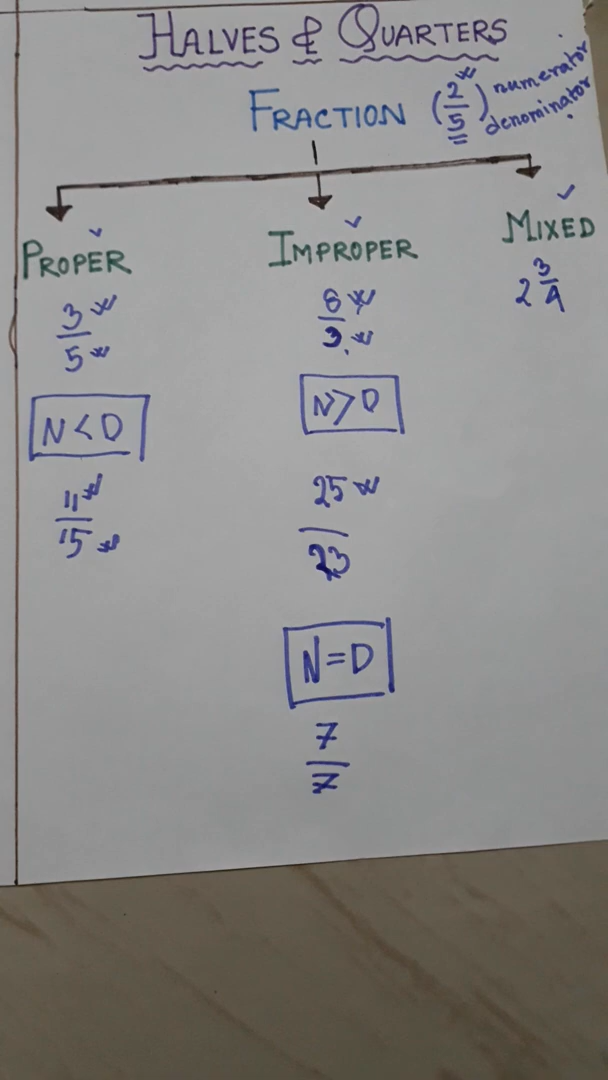 HALVES & QUARTERS
FRACTION (2/5) numerator
denominator
PROPER IMPROPER MIXED
3/5
N<D
11/15
8/3
N>D
25/23
N=D
7/7
2 3/4